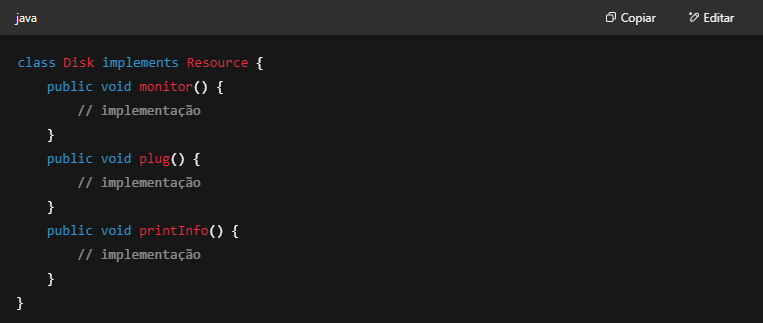 java Copiar Editar
class Disk implements Resource {
    public void monitor() {
        // implementação
    }
    public void plug() {
        // implementação
    }
    public void printInfo() {
        // implementação
    }
}